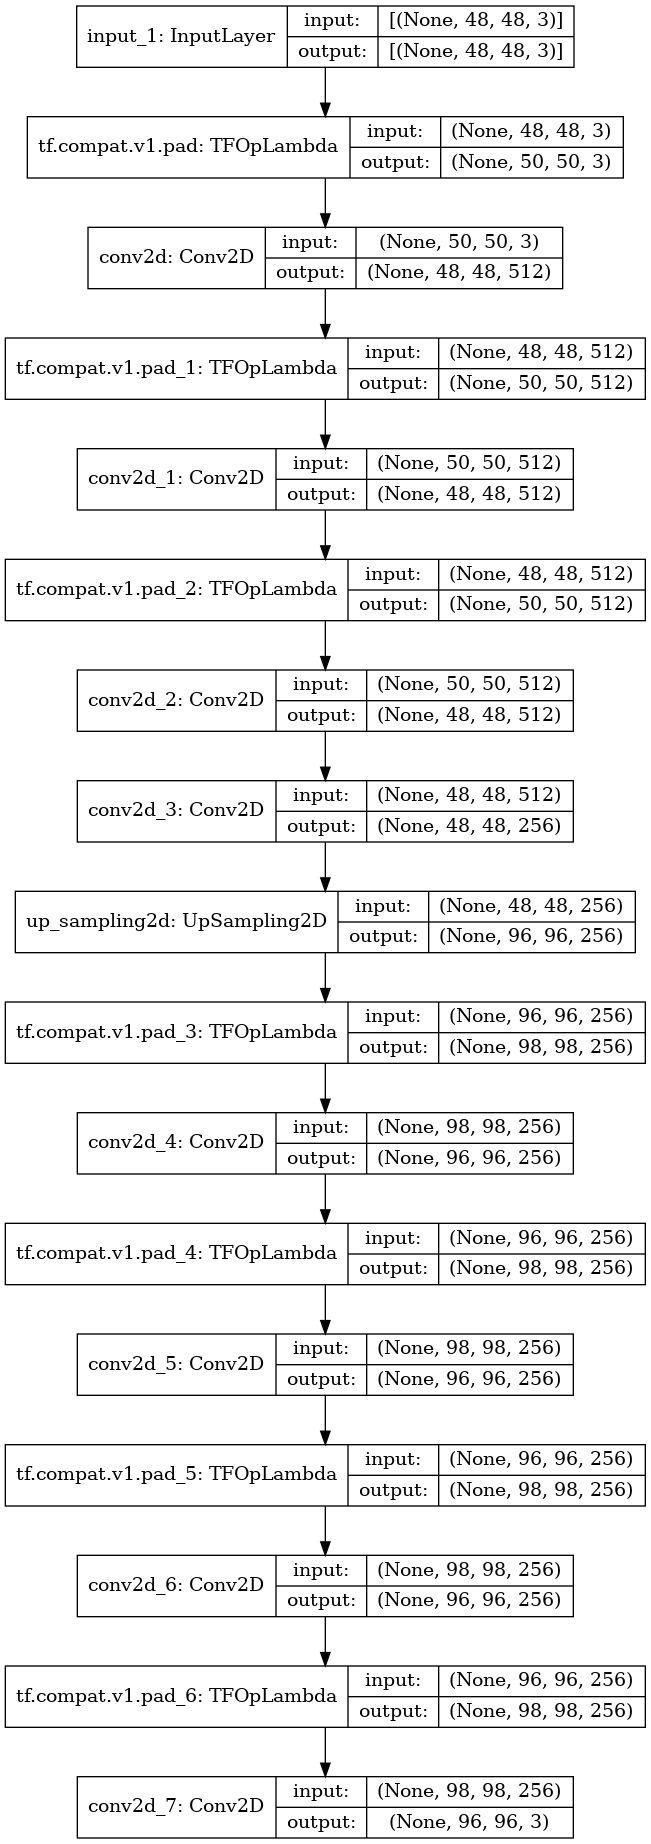 input_1: InputLayer
input: [(None, 48, 48, 3)]
output: [(None, 48, 48, 3)]
tf.compat.v1.pad: TFOpLambda
input: (None, 48, 48, 3)
output: (None, 50, 50, 3)
conv2d: Conv2D
input: (None, 50, 50, 3)
output: (None, 48, 48, 512)
tf.compat.v1.pad_1: TFOpLambda
input: (None, 48, 48, 512)
output: (None, 50, 50, 512)
conv2d_1: Conv2D
input: (None, 50, 50, 512)
output: (None, 48, 48, 512)
tf.compat.v1.pad_2: TFOpLambda
input: (None, 48, 48, 512)
output: (None, 50, 50, 512)
conv2d_2: Conv2D
input: (None, 50, 50, 512)
output: (None, 48, 48, 512)
conv2d_3: Conv2D
input: (None, 48, 48, 512)
output: (None, 48, 48, 256)
up_sampling2d: UpSampling2D
input: (None, 48, 48, 256)
output: (None, 96, 96, 256)
tf.compat.v1.pad_3: TFOpLambda
input: (None, 96, 96, 256)
output: (None, 98, 98, 256)
conv2d_4: Conv2D
input: (None, 98, 98, 256)
output: (None, 96, 96, 256)
tf.compat.v1.pad_4: TFOpLambda
input: (None, 96, 96, 256)
output: (None, 98, 98, 256)
conv2d_5: Conv2D
input: (None, 98, 98, 256)
output: (None, 96, 96, 256)
tf.compat.v1.pad_5: TFOpLambda
input: (None, 96, 96, 256)
output: (None, 98, 98, 256)
conv2d_6: Conv2D
input: (None, 98, 98, 256)
output: (None, 96, 96, 256)
tf.compat.v1.pad_6: TFOpLambda
input: (None, 96, 96, 256)
output: (None, 98, 98, 256)
conv2d_7: Conv2D
input: (None, 98, 98, 256)
output: (None, 96, 96, 3)